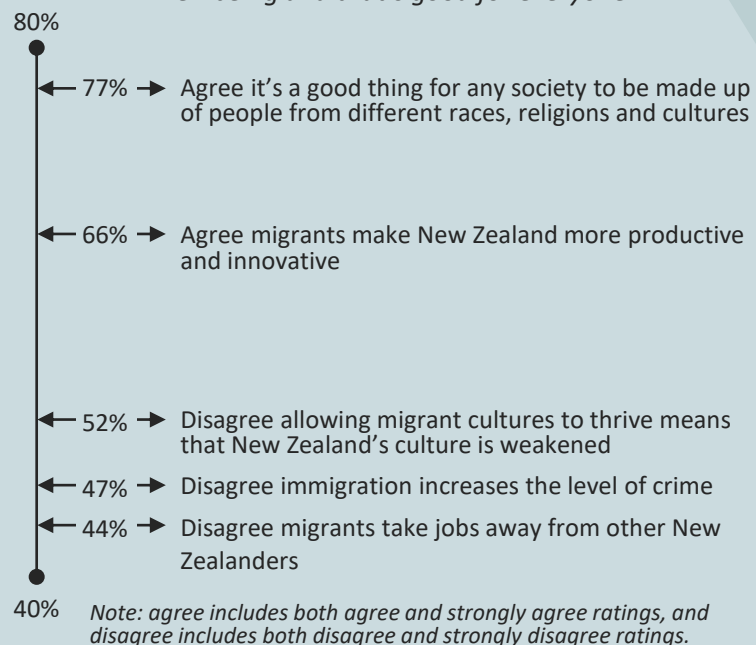 80%
77% Agree it’s a good thing for any society to be made up
of people from different races, religions and cultures
66% Agree migrants make New Zealand more productive
and innovative
52% Disagree allowing migrant cultures to thrive means
that New Zealand’s culture is weakened
47% Disagree immigration increases the level of crime
44% Disagree migrants take jobs away from other New
Zealanders
40%
Note: agree includes both agree and strongly agree ratings, and
disagree includes both disagree and strongly disagree ratings.